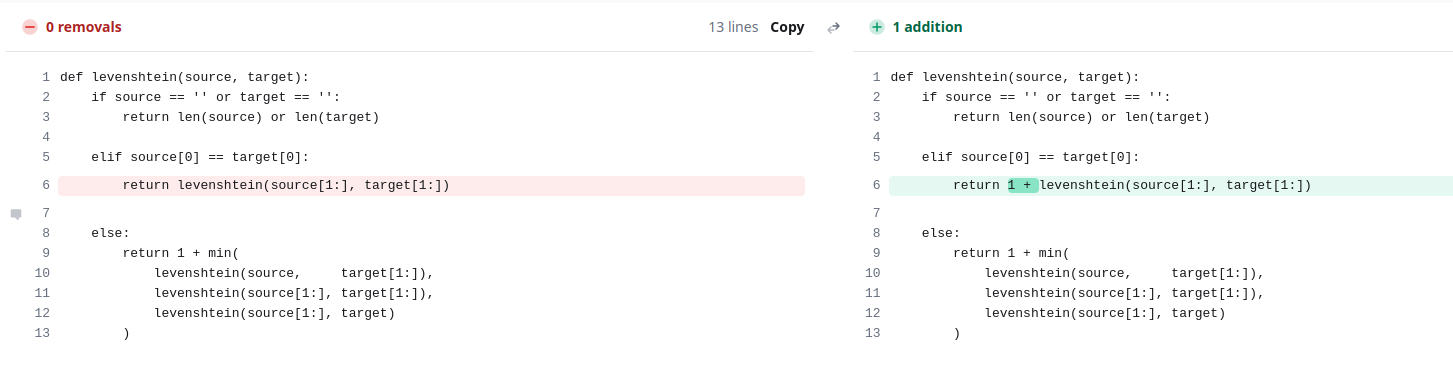 0 removals 13 lines Copy
1 def levenshtein(source, target):
2     if source == '' or target == '':
3         return len(source) or len(target)
4
5     elif source[0] == target[0]:
6         return levenshtein(source[1:], target[1:])
7
8     else:
9         return 1 + min(
10             levenshtein(source,     target[1:]),
11             levenshtein(source[1:], target[1:]),
12             levenshtein(source[1:], target)
13         )
1 addition
1 def levenshtein(source, target):
2     if source == '' or target == '':
3         return len(source) or len(target)
4
5     elif source[0] == target[0]:
6         return 1 + levenshtein(source[1:], target[1:])
7
8     else:
9         return 1 + min(
10             levenshtein(source,     target[1:]),
11             levenshtein(source[1:], target[1:]),
12             levenshtein(source[1:], target)
13         )